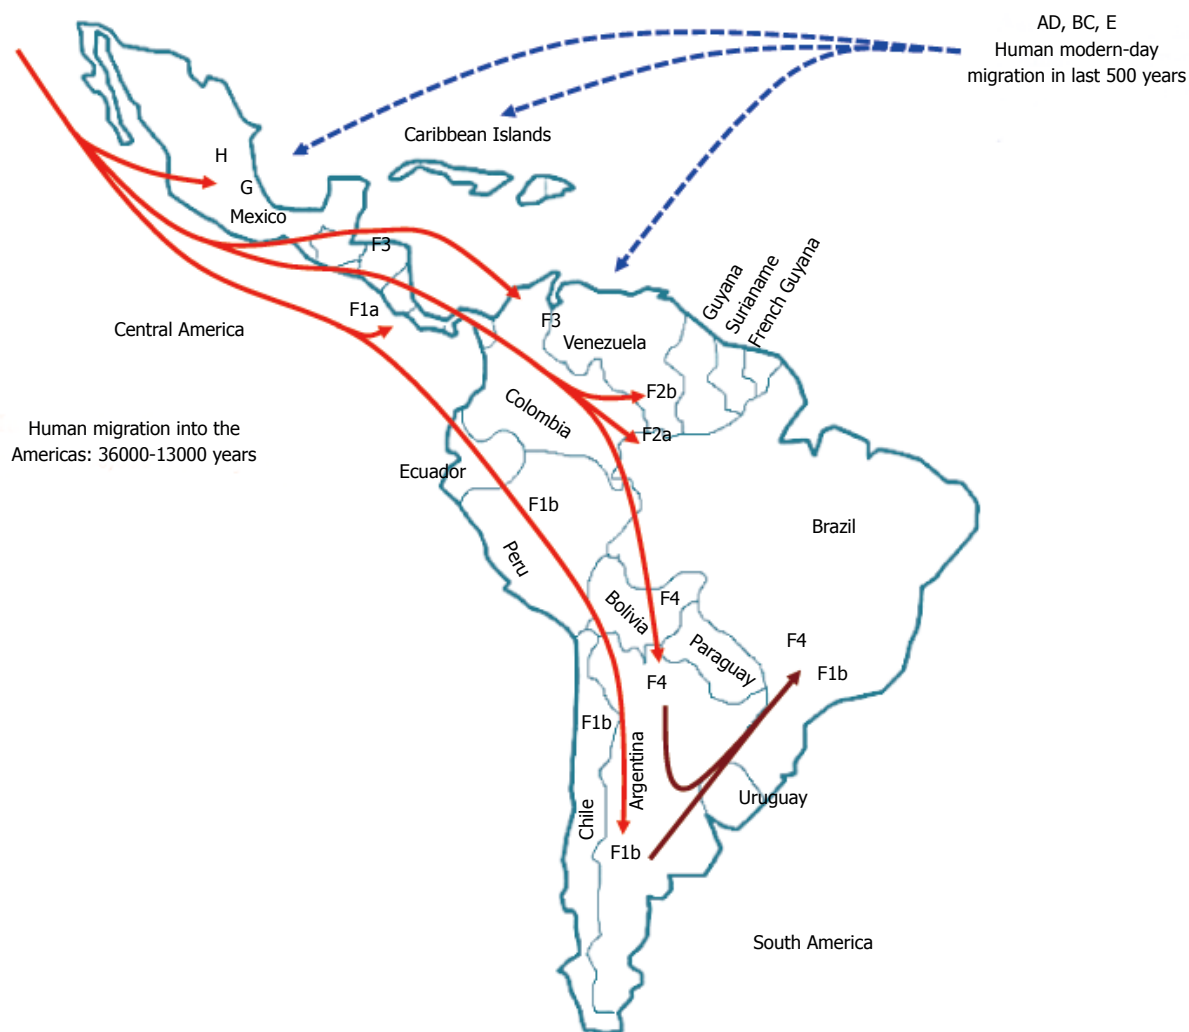 AD, BC, E
Human modern-day
migration in last 500 years
Caribbean Islands
H
G
Mexico
F3
Guyana
Surianame
French Guyana
F1a
F3
Central America
Venezuela
F2b
Colombia
F2a
Human migration into the
Americas: 36000-13000 years
Ecuador
F1b
Brazil
Peru
Bolivia
F4
Paraguay
F4
F1b
F4
F1b
Argentina
Chile
Uruguay
F1b
South America